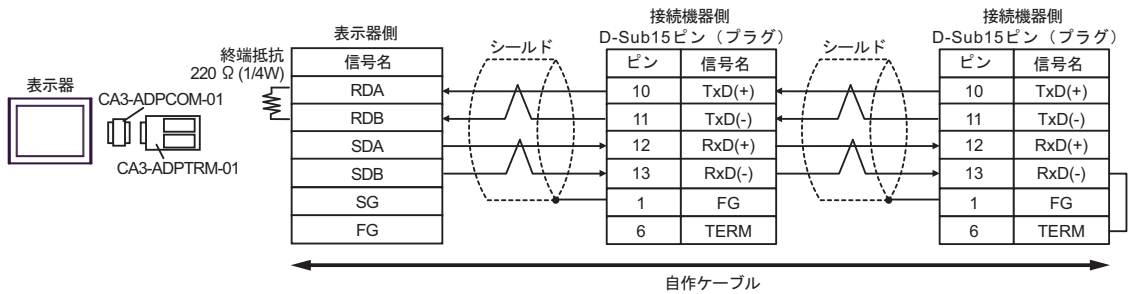 表示器
CA3-ADPCOM-01
CA3-ADPTRM-01
終端抵抗
220 Ω (1/4W)
表示器側
信号名
RDA
RDB
SDA
SDB
SG
FG
シールド
接続機器側
D-Sub15ピン（プラグ）
ピン 信号名
10 TxD(+)
11 TxD(-)
12 RxD(+)
13 RxD(-)
1 FG
6 TERM
シールド
接続機器側
D-Sub15ピン（プラグ）
ピン 信号名
10 TxD(+)
11 TxD(-)
12 RxD(+)
13 RxD(-)
1 FG
6 TERM
自作ケーブル